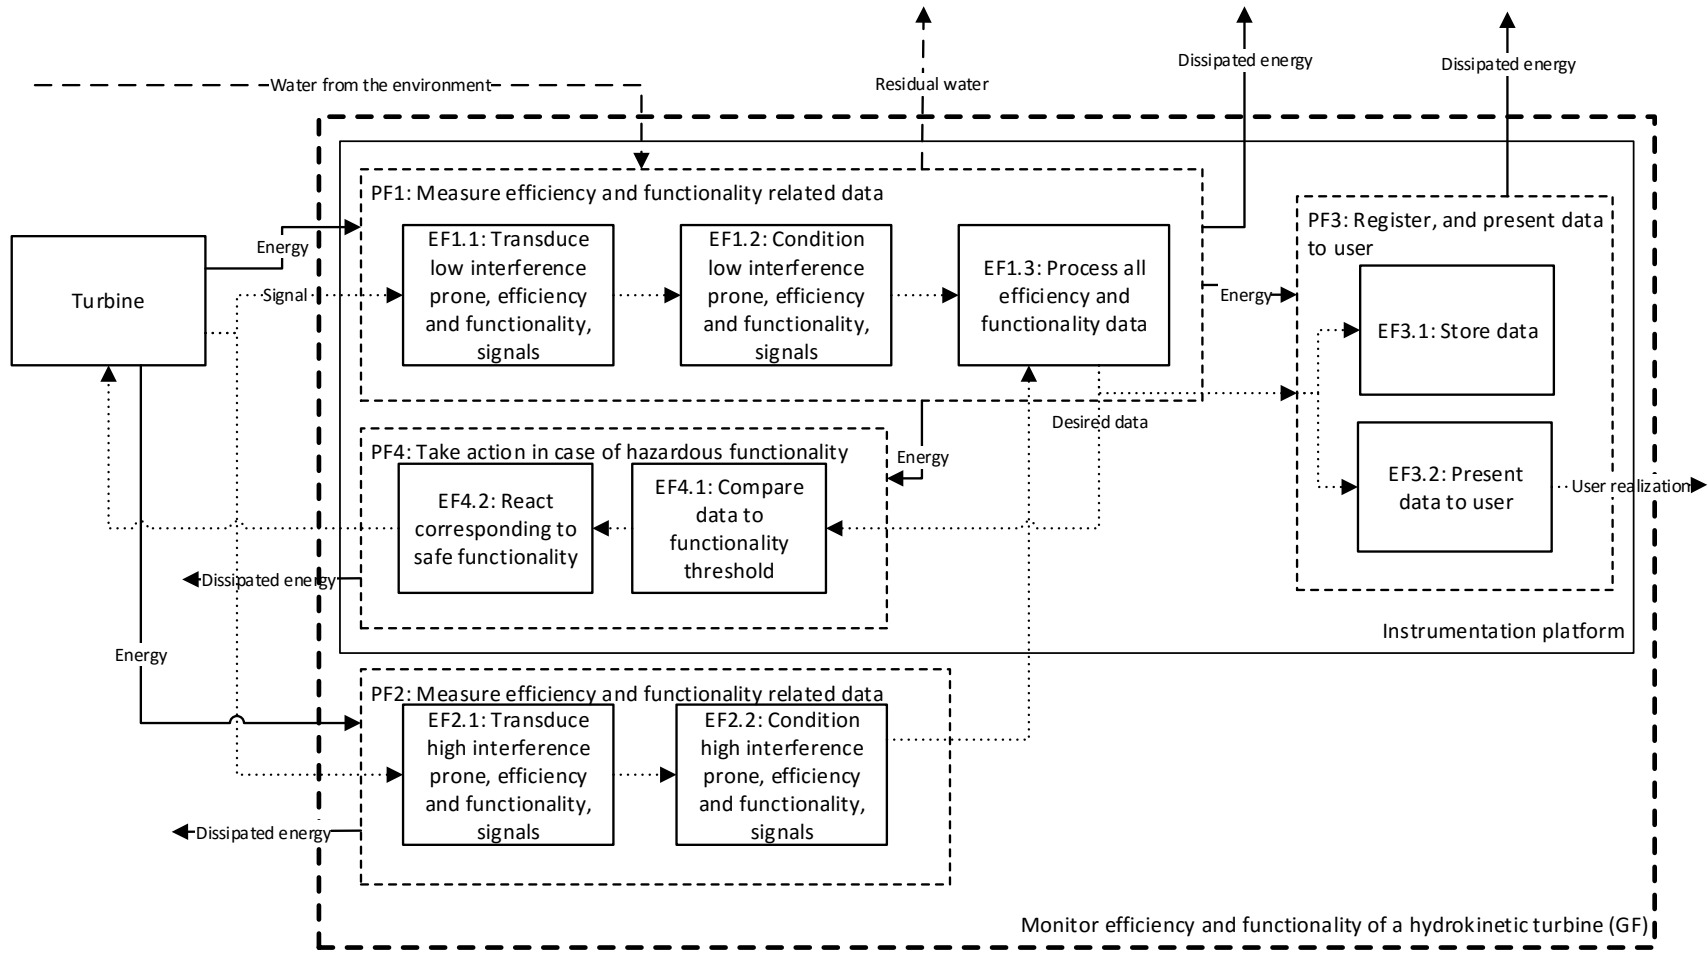 Dissipated energy
Dissipated energy
Water from the environment
Residual water
PF1: Measure efficiency and functionality related data
PF3: Register, and present data
to user
Energy
EF1.1: Transduce
low interference
prone, efficiency
and functionality,
signals
EF1.2: Condition
low interference
prone, efficiency
and functionality,
signals
EF1.3: Process all
efficiency and
functionality data
Turbine
Signal
Energy
EF3.1: Store data
Desired data
PF4: Take action in case of hazardous functionality
Energy
EF4.2: React
corresponding to
safe functionality
EF4.1: Compare
data to
functionality
threshold
EF3.2: Present
data to user
User realization
Dissipated energy
Instrumentation platform
Energy
PF2: Measure efficiency and functionality related data
EF2.1: Transduce
high interference
prone, efficiency
and functionality,
signals
EF2.2: Condition
high interference
prone, efficiency
and functionality,
signals
Dissipated energy
Monitor efficiency and functionality of a hydrokinetic turbine (GF)